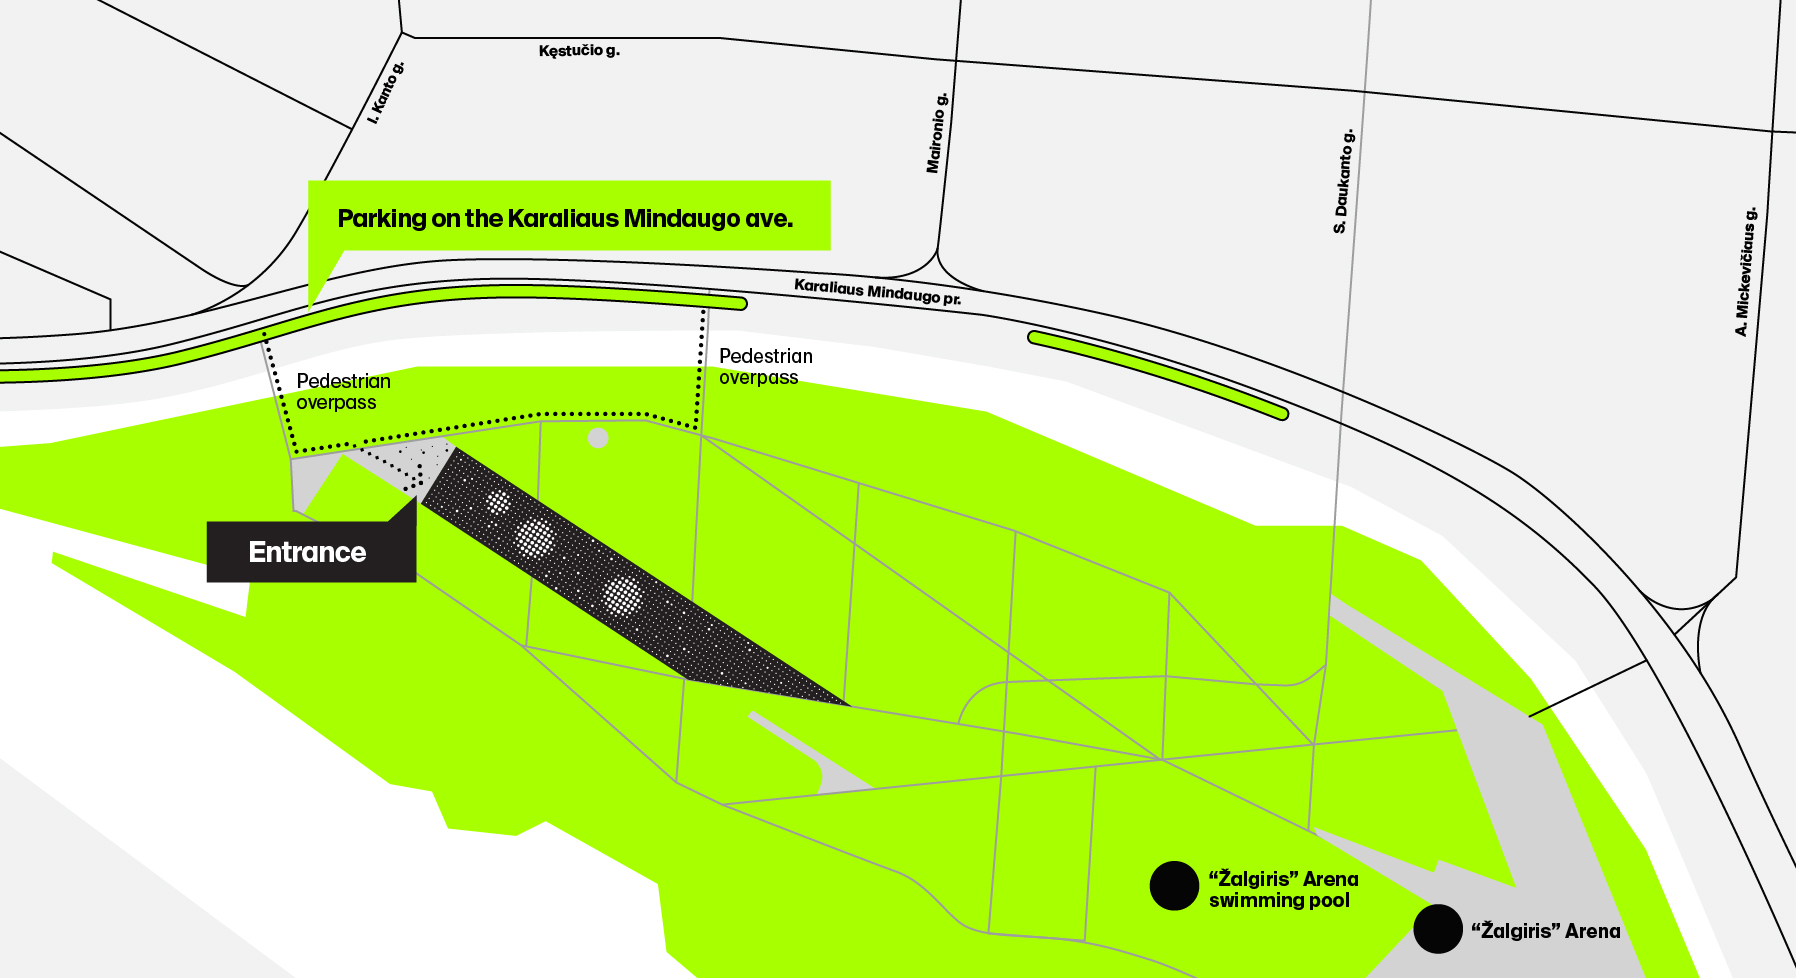 Kęstučio g.
I. Kanto g.
Maironio g.
S. Daukanto g.
A. Mickevičiaus g.
Parking on the Karaliaus Mindaugo ave.
Karaliaus Mindaugo pr.
Pedestrian
overpass
Pedestrian
overpass
Entrance
“Žalgiris” Arena
swimming pool
“Žalgiris” Arena